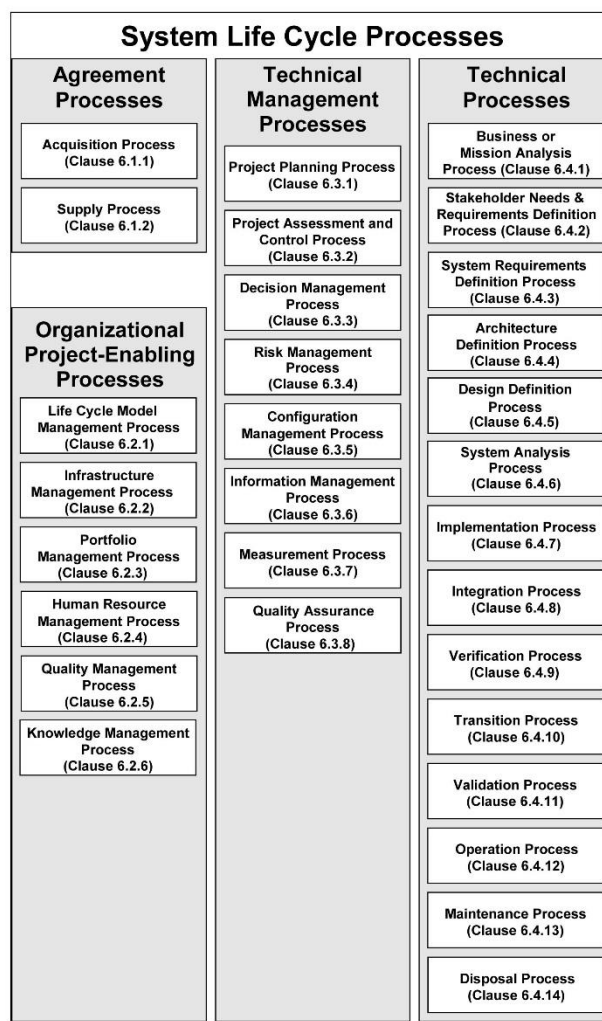 System Life Cycle Processes
Agreement
Processes
Acquisition Process
(Clause 6.1.1)
Supply Process
(Clause 6.1.2)
Organizational
Project-Enabling
Processes
Life Cycle Model
Management Process
(Clause 6.2.1)
Infrastructure
Management Process
(Clause 6.2.2)
Portfolio
Management Process
(Clause 6.2.3)
Human Resource
Management Process
(Clause 6.2.4)
Quality Management
Process
(Clause 6.2.5)
Knowledge Management
Process
(Clause 6.2.6)
Technical
Management
Processes
Project Planning Process
(Clause 6.3.1)
Project Assessment and
Control Process
(Clause 6.3.2)
Decision Management
Process
(Clause 6.3.3)
Risk Management
Process
(Clause 6.3.4)
Configuration
Management Process
(Clause 6.3.5)
Information Management
Process
(Clause 6.3.6)
Measurement Process
(Clause 6.3.7)
Quality Assurance
Process
(Clause 6.3.8)
Technical
Processes
Business or
Mission Analysis
Process (Clause 6.4.1)
Stakeholder Needs &
Requirements Definition
Process (Clause 6.4.2)
System Requirements
Definition Process
(Clause 6.4.3)
Architecture
Definition Process
(Clause 6.4.4)
Design Definition
Process
(Clause 6.4.5)
System Analysis
Process
(Clause 6.4.6)
Implementation Process
(Clause 6.4.7)
Integration Process
(Clause 6.4.8)
Verification Process
(Clause 6.4.9)
Transition Process
(Clause 6.4.10)
Validation Process
(Clause 6.4.11)
Operation Process
(Clause 6.4.12)
Maintenance Process
(Clause 6.4.13)
Disposal Process
(Clause 6.4.14)